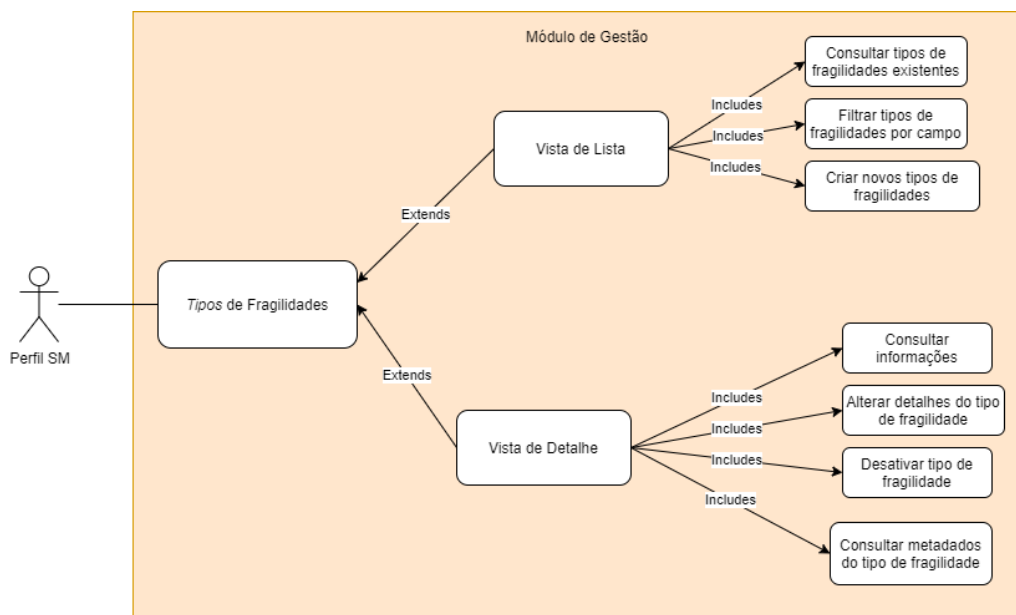 Módulo de Gestão
Consultar tipos de
fragilidades existentes
Includes
Filtrar tipos de
fragilidades por campo
Includes
Vista de Lista
Includes
Criar novos tipos de
fragilidades
Extends
Tipos de Fragilidades
Perfil SM
Extends
Consultar
informações
Includes
Alterar detalhes do tipo
de fragilidade
Includes
Vista de Detalhe
Includes
Desativar tipo de
fragilidade
Includes
Consultar metadados
do tipo de fragilidade